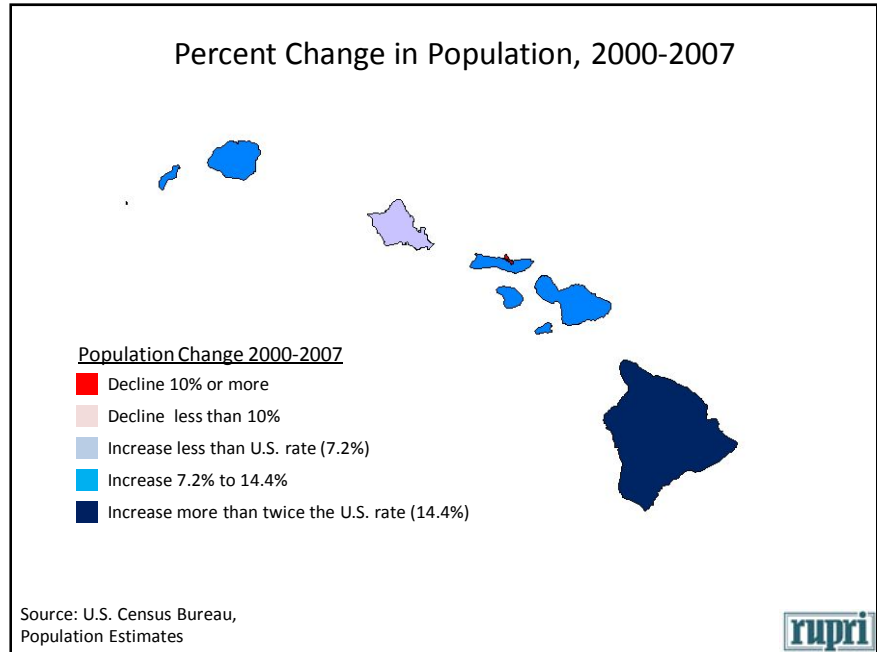 Percent Change in Population, 2000-2007
Population Change 2000-2007
Decline 10% or more
Decline less than 10%
Increase less than U.S. rate (7.2%)
Increase 7.2% to 14.4%
Increase more than twice the U.S. rate (14.4%)
Source: U.S. Census Bureau,
Population Estimates
rupri